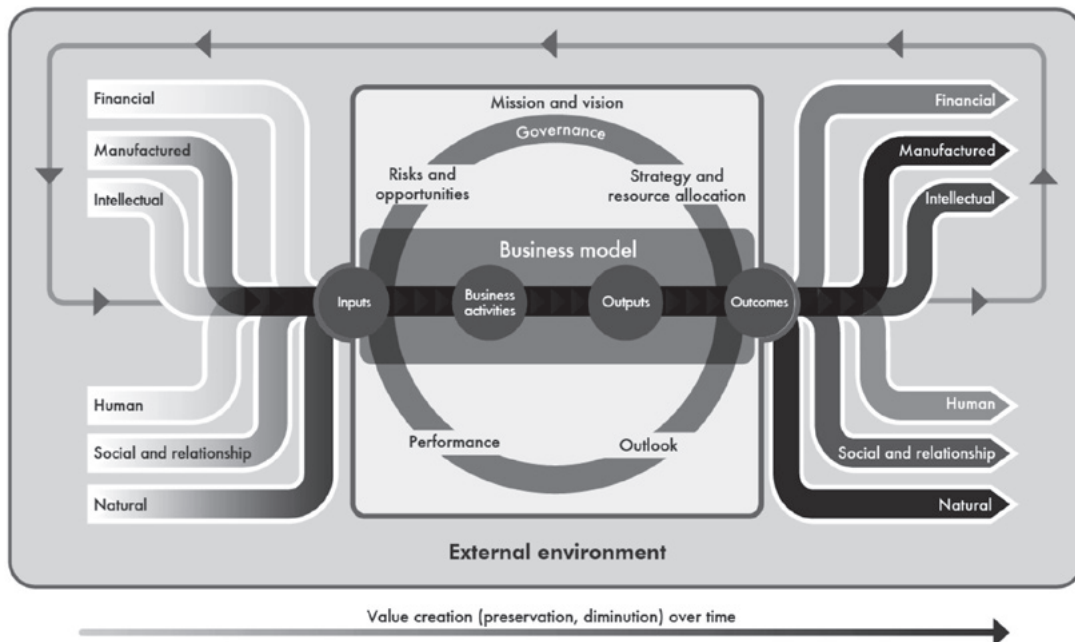 Financial
Manufactured
Intellectual
Human
Social and relationship
Natural
Mission and vision
Governance
Risks and
opportunities
Strategy and
resource allocation
Business model
Inputs
Business
activities
Outputs
Outcomes
Performance
Outlook
Financial
Manufactured
Intellectual
Human
Social and relationship
Natural
External environment
Value creation (preservation, diminution) over time